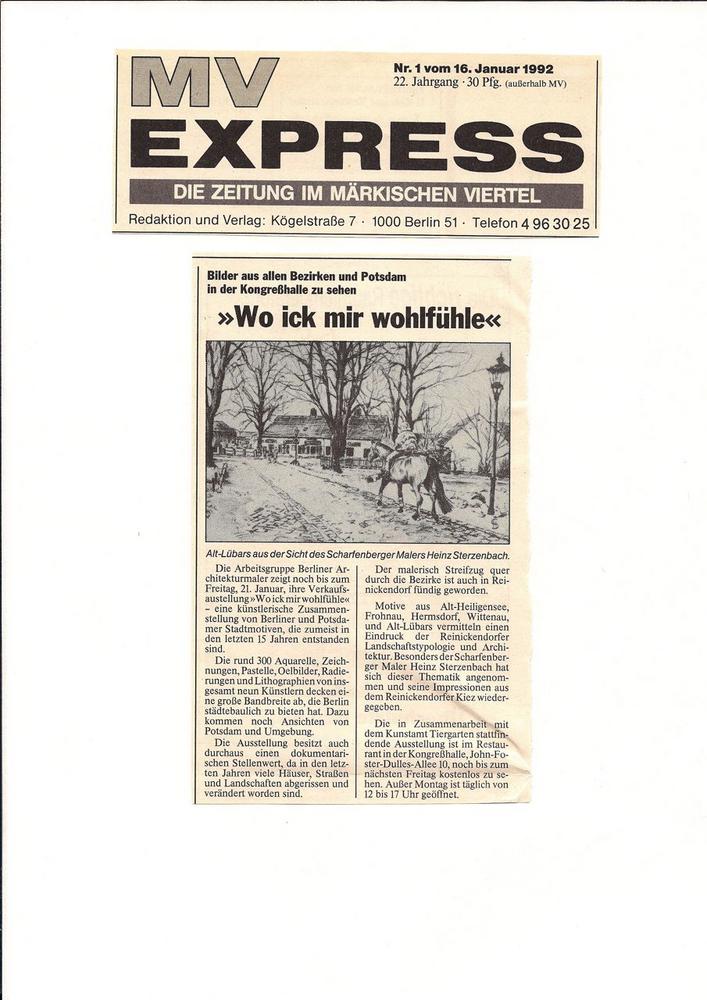 MV
Nr. 1 vom 16. Januar 1992
22. Jahrgang · 30 Pfg. (außerhalb MV)
EXPRESS
DIE ZEITUNG IM MÄRKISCHEN VIERTEL
Redaktion und Verlag: Kögelstraße 7 · 1000 Berlin 51 · Telefon 4 96 30 25
Bilder aus allen Bezirken und Potsdam
in der Kongreßhalle zu sehen
»Wo ick mir wohlfühle«
Alt-Lübars aus der Sicht des Scharfenberger Malers Heinz Sterzenbach.
Die Arbeitsgruppe Berliner Ar-
chitekturmaler zeigt noch bis zum
Freitag, 21. Januar, ihre Verkaufs-
austellung »Wo ick mir wohlfühle«
– eine künstlerische Zusammen-
stellung von Berliner und Potsda-
mer Stadtmotiven, die zumeist in
den letzten 15 Jahren entstanden
sind.
Die rund 300 Aquarelle, Zeich-
nungen, Pastelle, Oelbilder, Radie-
rungen und Lithographien von ins-
gesamt neun Künstlern decken ei-
ne große Bandbreite ab, die Berlin
städtebaulich zu bieten hat. Dazu
kommen noch Ansichten von
Potsdam und Umgebung.
Die Ausstellung besitzt auch
durchaus einen dokumentari-
schen Stellenwert, da in den letz-
ten Jahren viele Häuser, Straßen
und Landschaften abgerissen und
verändert worden sind.
Der malerisch Streifzug quer
durch die Bezirke ist auch in Rei-
nickendorf fündig geworden.
Motive aus Alt-Heiligensee,
Frohnau, Hermsdorf, Wittenau,
und Alt-Lübars vermitteln einen
Eindruck der Reinickendorfer
Landschaftstypologie und Archi-
tektur. Besonders der Scharfenber-
ger Maler Heinz Sterzenbach hat
sich dieser Thematik angenom-
men und seine Impressionen aus
dem Reinickendorfer Kiez wieder-
gegeben.
Die in Zusammenarbeit mit
dem Kunstamt Tiergarten stattfin-
dende Ausstellung ist im Restau-
rant in der Kongreßhalle, John-Fo-
ster-Dulles-Allee 10, noch bis zum
nächsten Freitag kostenlos zu se-
hen. Außer Montag ist täglich von
12 bis 17 Uhr geöffnet.